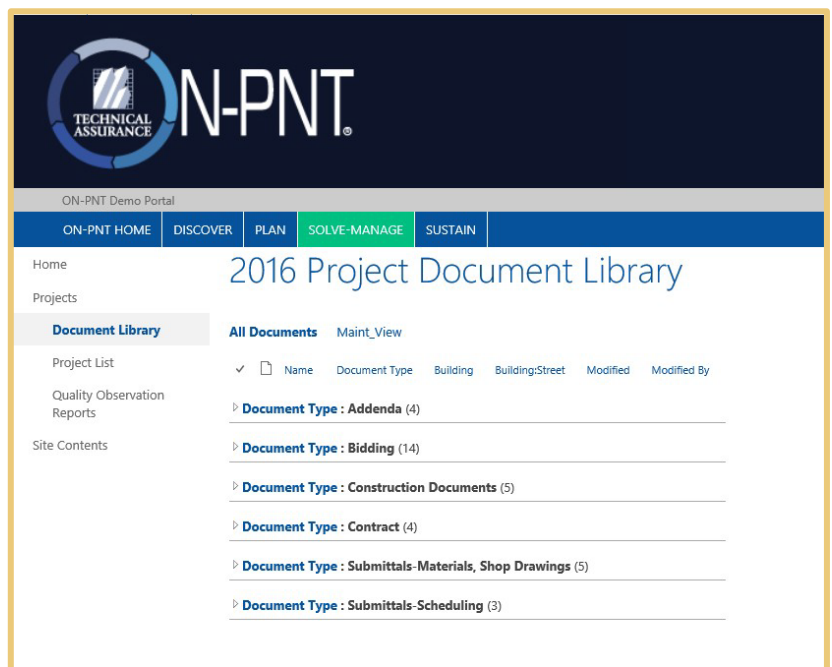 TECHNICAL
ASSURANCE
N-PNT®
ON-PNT Demo Portal
ON-PNT HOME DISCOVER PLAN SOLVE-MANAGE SUSTAIN
Home
Projects
Document Library
Project List
Quality Observation
Reports
Site Contents
2016 Project Document Library
All Documents Maint_View
Name Document Type Building Building:Street Modified Modified By
Document Type : Addenda (4)
Document Type : Bidding (14)
Document Type : Construction Documents (5)
Document Type : Contract (4)
Document Type : Submittals-Materials, Shop Drawings (5)
Document Type : Submittals-Scheduling (3)